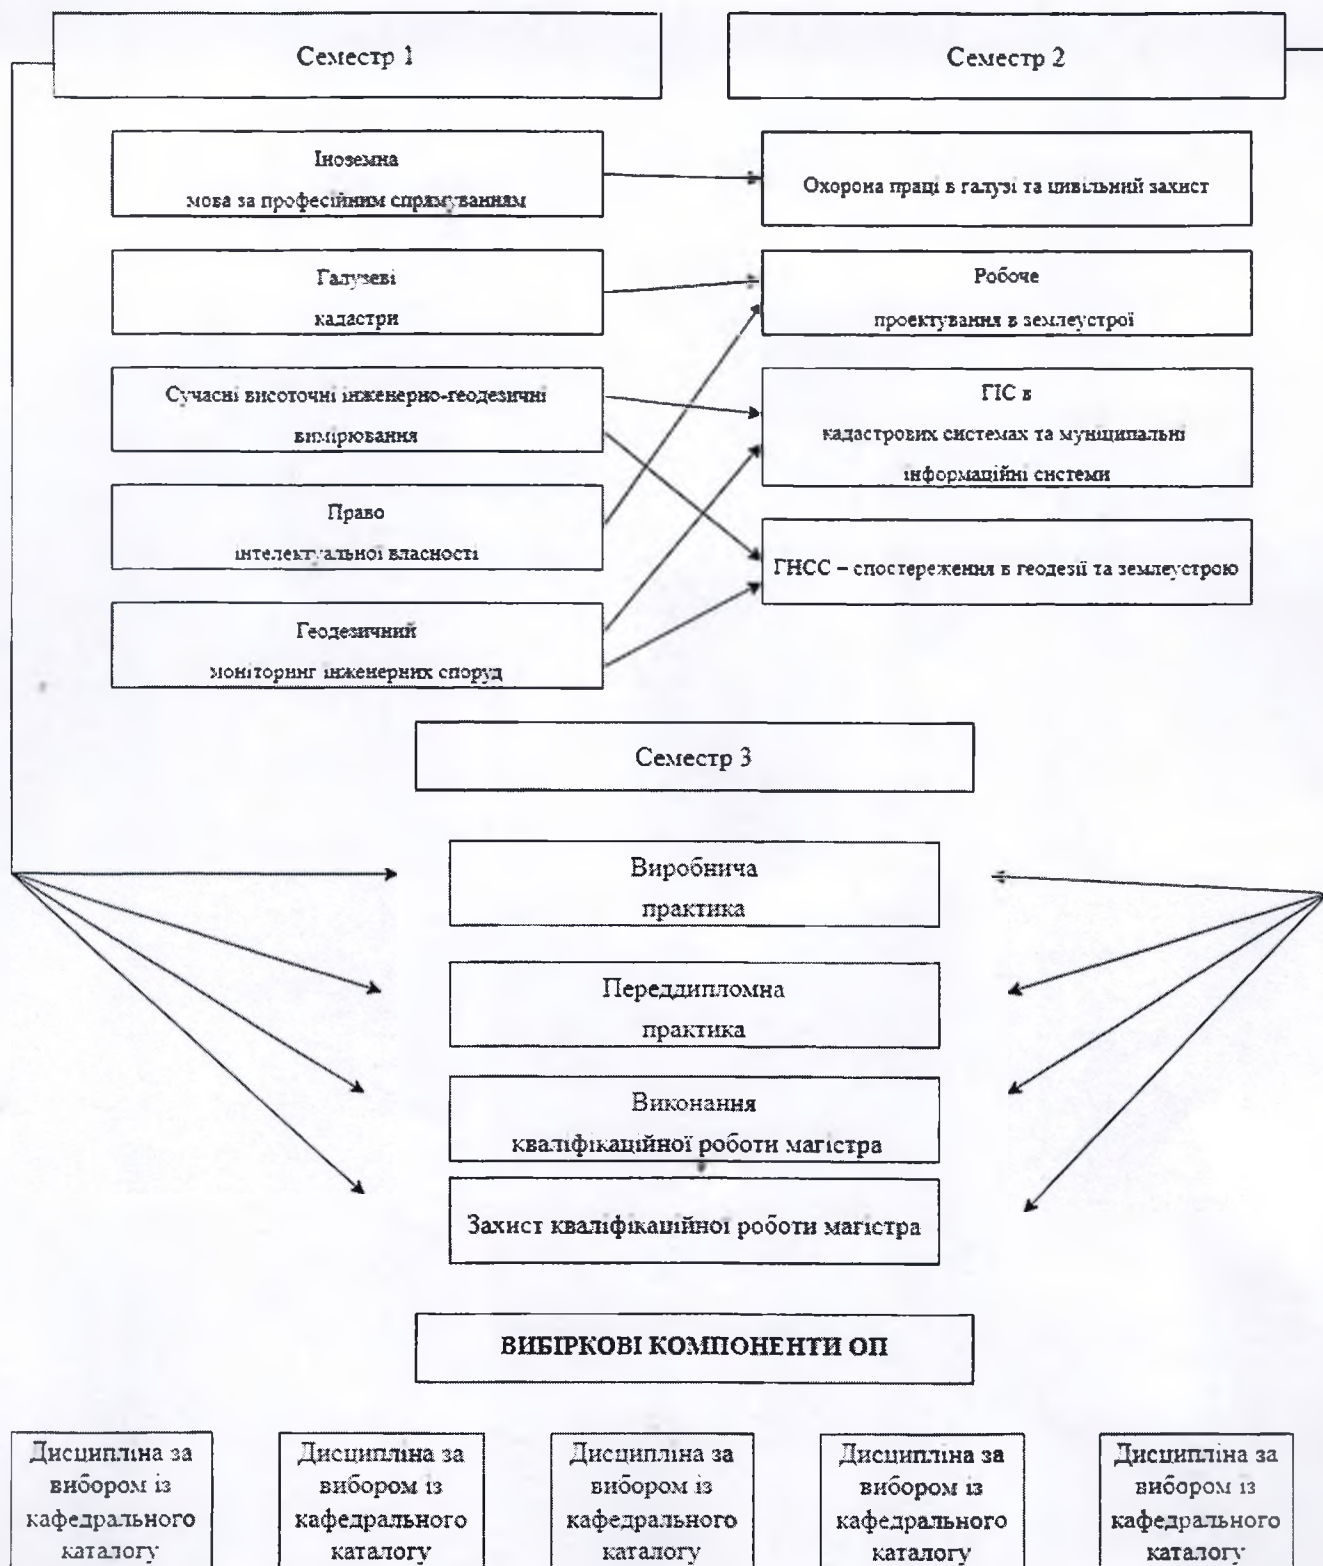 Семестр 1
Семестр 2
Іноземна
мова за професійним спрямуванням
Охорона праці в галузі та цивільний захист
Галузеві
кадастри
Робоче
проектування в землеустрої
Сучасні височні інженерно-геодезичні
вимірювання
ГІС в
кадастрових системах та муніципальні
інформаційні системи
Право
інтелектуальної власності
ГНСС – спостереження в геодезії та землеустрою
Геодезичний
моніторинг інженерних споруд
Семестр 3
Виробнича
практика
Переддипломна
практика
Виконання
кваліфікаційної роботи магістра
Захист кваліфікаційної роботи магістра
ВИБІРКОВІ КОМПОНЕНТИ ОП
Дисципліна за
вибором із
кафедрального
каталогу
Дисципліна за
вибором із
кафедрального
каталогу
Дисципліна за
вибором із
кафедрального
каталогу
Дисципліна за
вибором із
кафедрального
каталогу
Дисципліна за
вибором із
кафедрального
каталогу